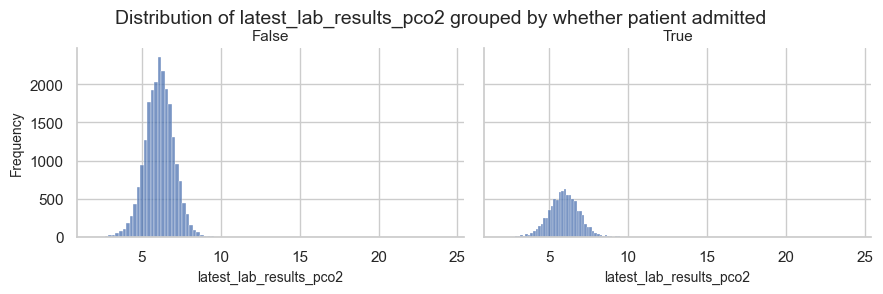 Distribution of latest_lab_results_pco2 grouped by whether patient admitted
False
True
Frequency
2000
1500
1000
500
0
5 10 15 20 25
5 10 15 20 25
latest_lab_results_pco2
latest_lab_results_pco2